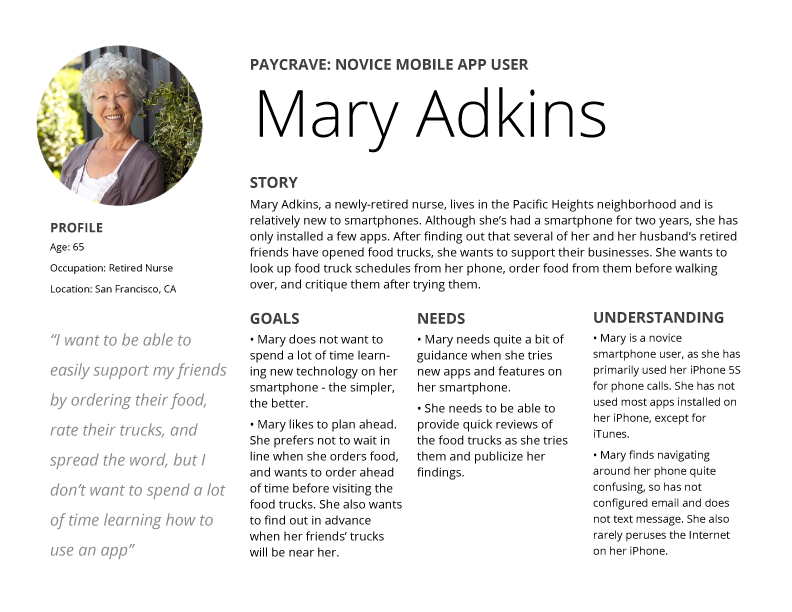 PAYCRAVE: NOVICE MOBILE APP USER
Mary Adkins
STORY
Mary Adkins, a newly-retired nurse, lives in the Pacific Heights neighborhood and is
relatively new to smartphones. Although she’s had a smartphone for two years, she has
only installed a few apps. After finding out that several of her and her husband’s retired
friends have opened food trucks, she wants to support their businesses. She wants to
look up food truck schedules from her phone, order food from them before walking
over, and critique them after trying them.
PROFILE
Age: 65
Occupation: Retired Nurse
Location: San Francisco, CA
“I want to be able to
easily support my friends
by ordering their food,
rate their trucks, and
spread the word, but I
don’t want to spend a lot
of time learning how to
use an app”
GOALS
• Mary does not want to
spend a lot of time learn-
ing new technology on her
smartphone - the simpler,
the better.
• Mary likes to plan ahead.
She prefers not to wait in
line when she orders food,
and wants to order ahead
of time before visiting the
food trucks. She also wants
to find out in advance
when her friends’ trucks
will be near her.
NEEDS
• Mary needs quite a bit of
guidance when she tries
new apps and features on
her smartphone.
• She needs to be able to
provide quick reviews of
the food trucks as she tries
them and publicize her
findings.
UNDERSTANDING
• Mary is a novice
smartphone user, as she has
primarily used her iPhone 5S
for phone calls. She has not
used most apps installed on
her iPhone, except for
iTunes.
• Mary finds navigating
around her phone quite
confusing, so has not
configured email and does
not text message. She also
rarely peruses the Internet
on her iPhone.